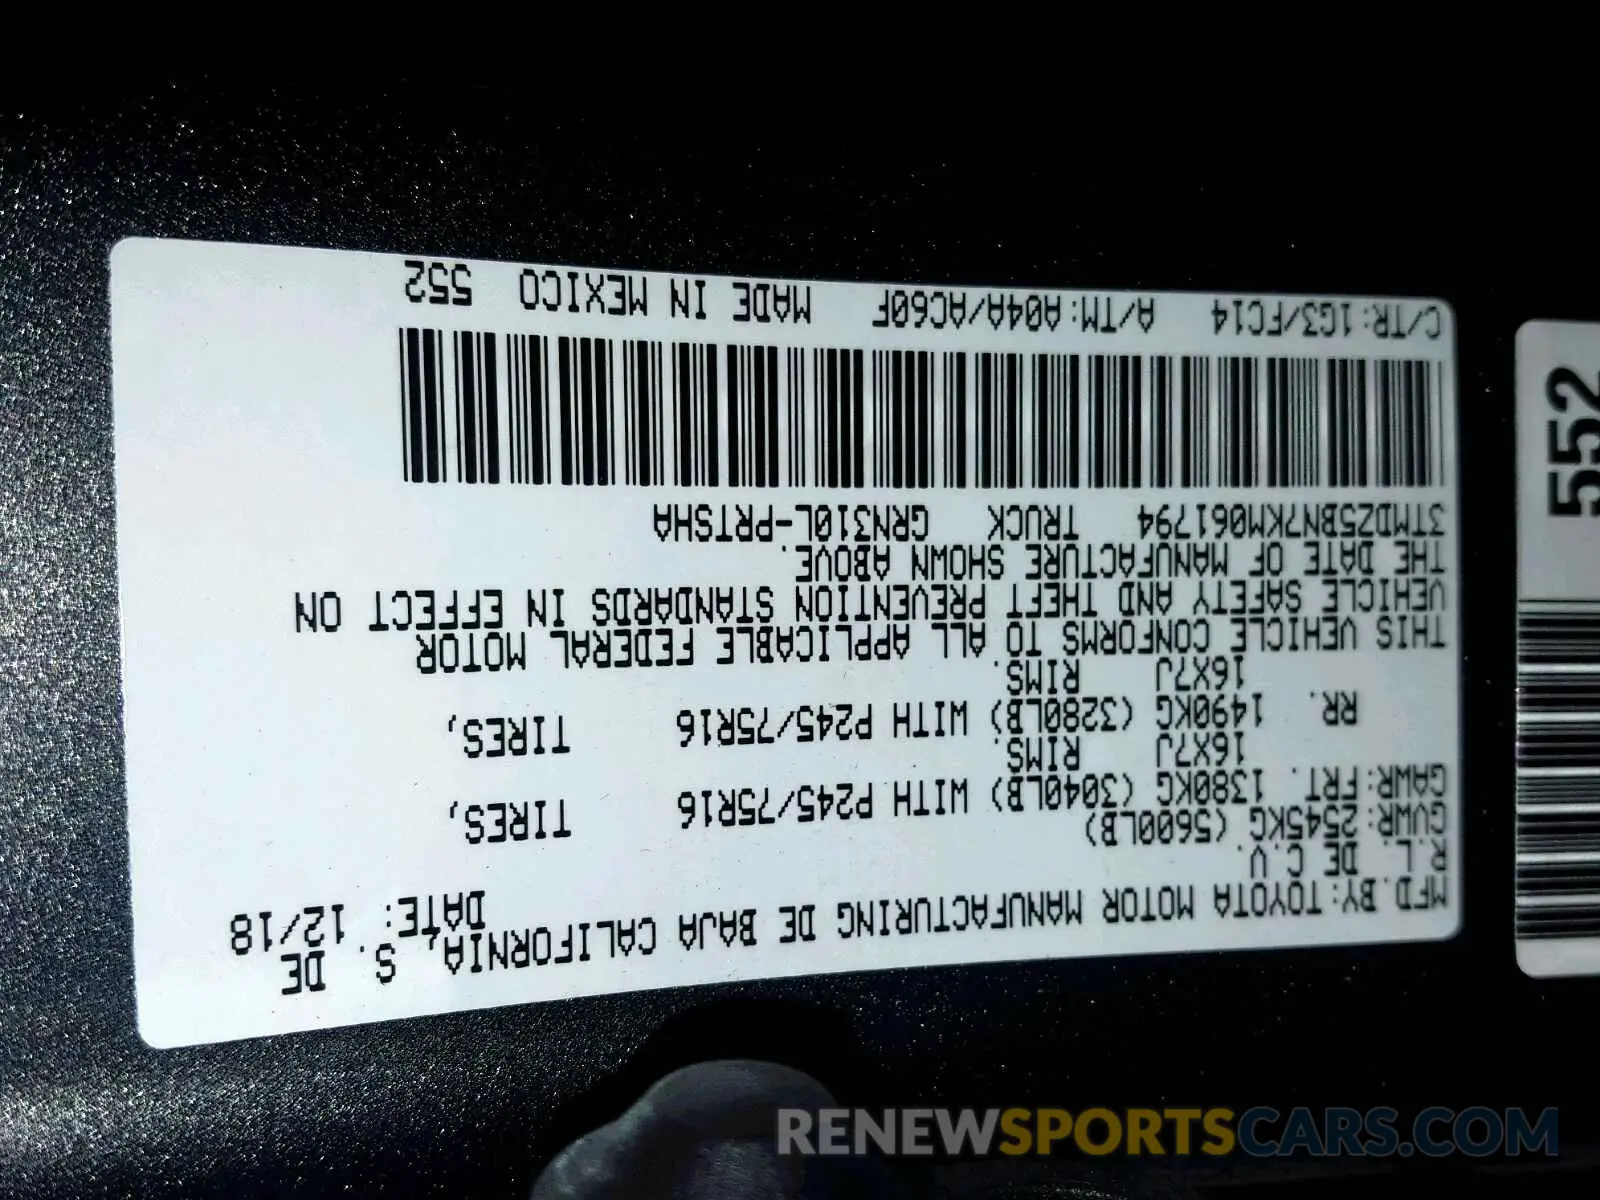 MFD.BY:TOYOTA MOTOR MANUFACTURING DE BAJA CALIFORNIA, S. DE
R.L. DE C.V. DATE: 12/18
GVWR:2545KG (5600LB)
GAWR:FRT. 1380KG (3040LB) WITH P245/75R16 TIRES,
16X7J RIMS.
RR. 1490KG (3280LB) WITH P245/75R16 TIRES,
16X7J RIMS.
THIS VEHICLE CONFORMS TO ALL APPLICABLE FEDERAL MOTOR
VEHICLE SAFETY AND THEFT PREVENTION STANDARDS IN EFFECT ON
THE DATE OF MANUFACTURE SHOWN ABOVE.
3TMDZ5BN7KM061794 TRUCK GRN310L-PRTSHA
C/TR:1G3/FC14 A/TM:A04A/AC60F MADE IN MEXICO 552
552
RENEWSPORTSCARS.COM